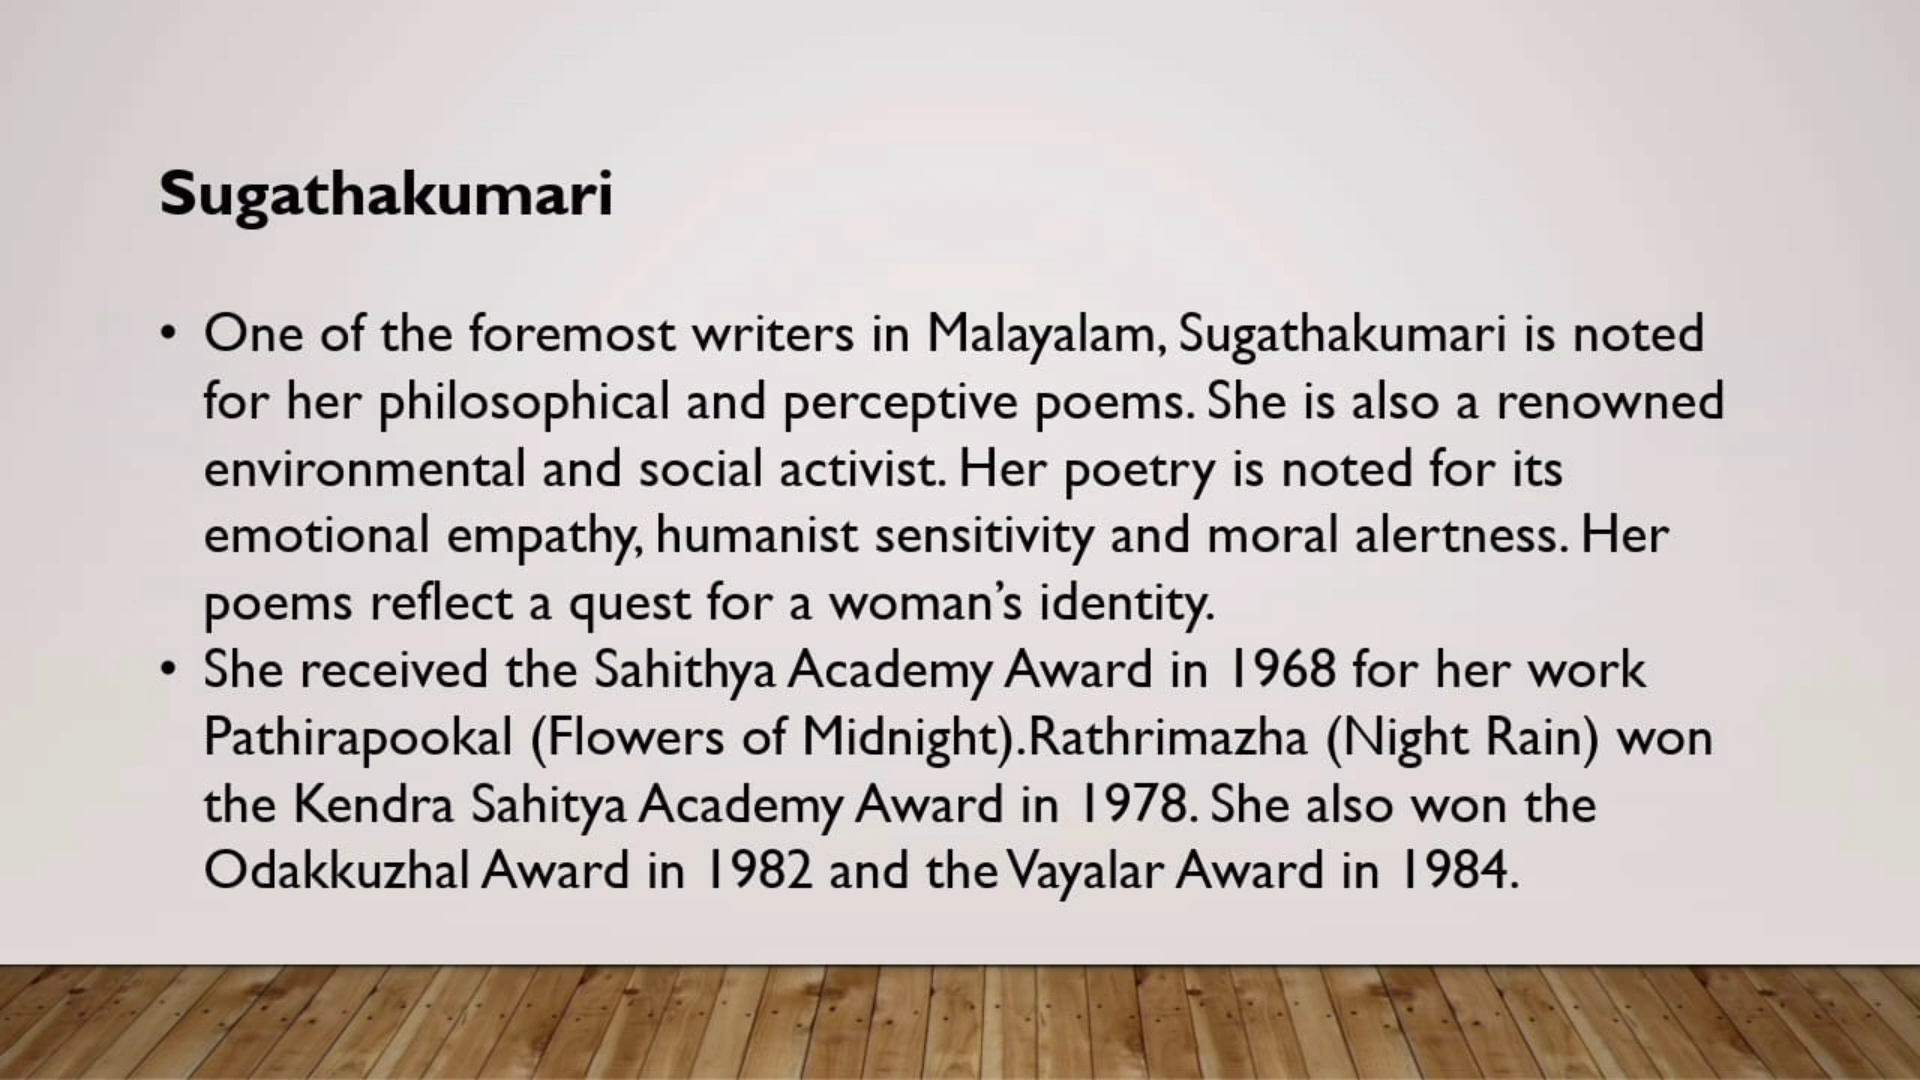 Sugathakumari
• One of the foremost writers in Malayalam, Sugathakumari is noted
for her philosophical and perceptive poems. She is also a renowned
environmental and social activist. Her poetry is noted for its
emotional empathy, humanist sensitivity and moral alertness. Her
poems reflect a quest for a woman’s identity.
• She received the Sahithya Academy Award in 1968 for her work
Pathirapookal (Flowers of Midnight).Rathrimazha (Night Rain) won
the Kendra Sahitya Academy Award in 1978. She also won the
Odakkuzhal Award in 1982 and the Vayalar Award in 1984.